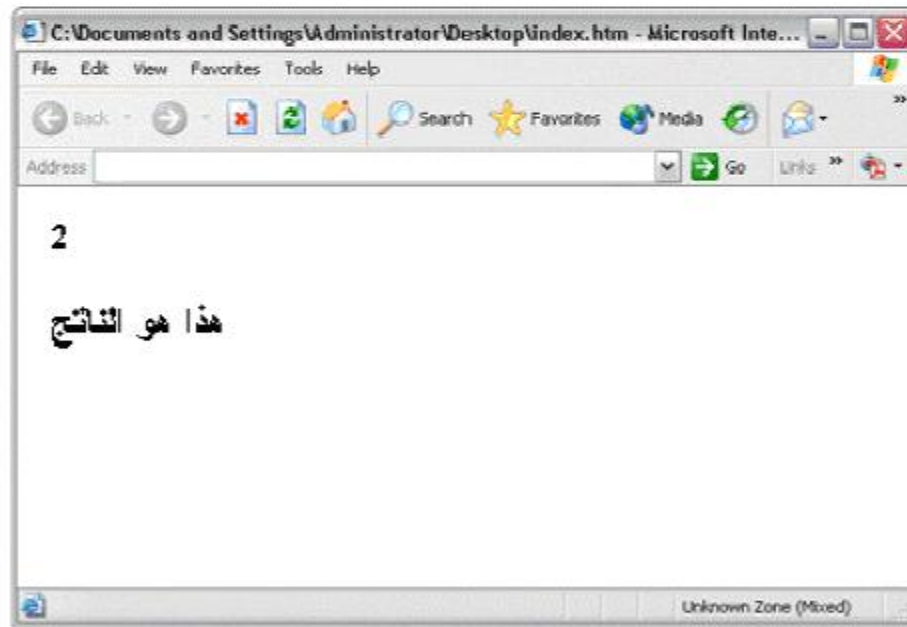 C:\Documents and Settings\Administrator\Desktop\index.htm - Microsoft Inte...
File Edit View Favorites Tools Help
Back Search Favorites Media »
Address Go Links »
2
هذا هو الناتج
Unknown Zone (Mixed)